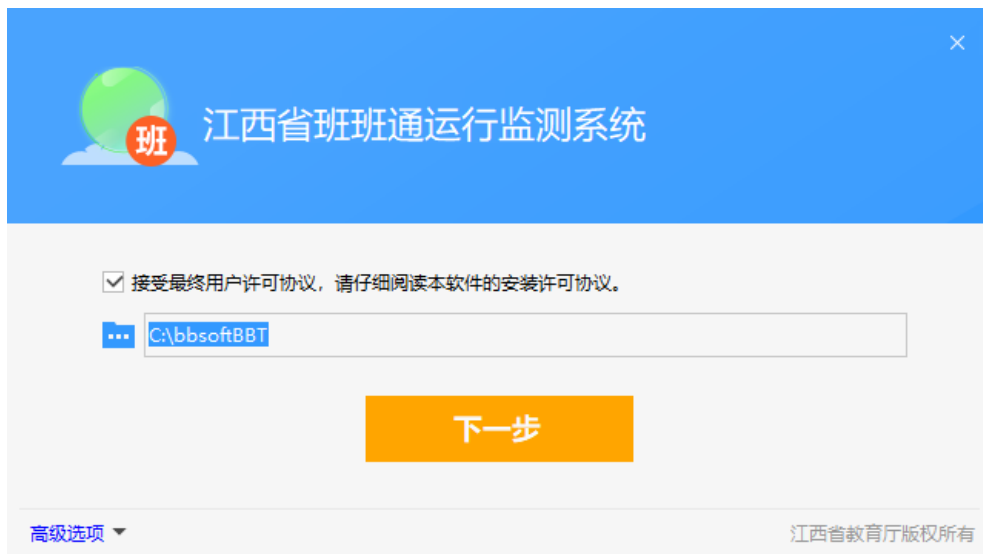 班
江西省班班通运行监测系统
接受最终用户许可协议，请仔细阅读本软件的安装许可协议。
C:\bbsoftBBT
下一步
高级选项
江西省教育厅版权所有